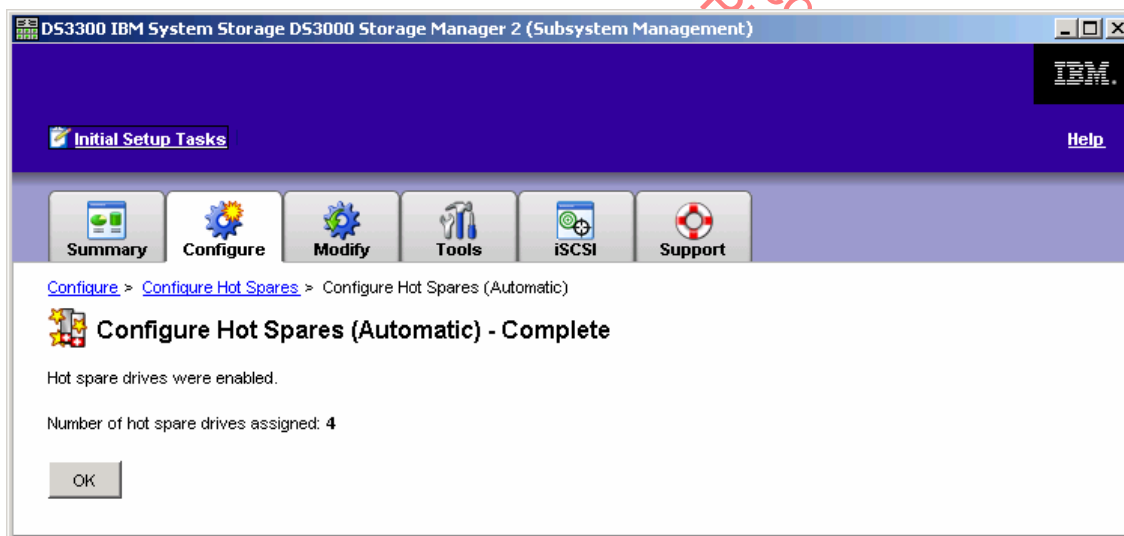 DS3300 IBM System Storage DS3000 Storage Manager 2 (Subsystem Management)
IBM.
Initial Setup Tasks
Help
Summary
Configure
Modify
Tools
iSCSI
Support
Configure > Configure Hot Spares > Configure Hot Spares (Automatic)
Configure Hot Spares (Automatic) - Complete
Hot spare drives were enabled.
Number of hot spare drives assigned: 4
OK